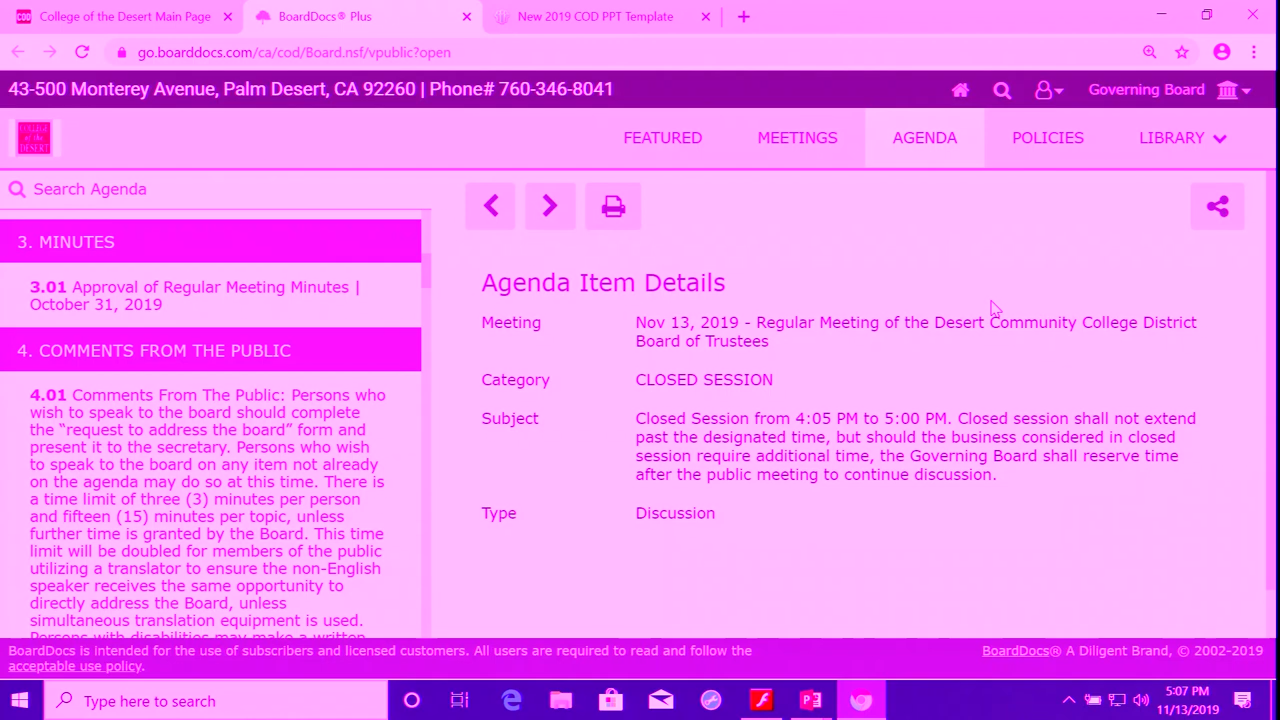 College of the Desert Main Page
BoardDocs® Plus
New 2019 COD PPT Template
go.boarddocs.com/ca/cod/Board.nsf/vpublic?open
43-500 Monterey Avenue, Palm Desert, CA 92260 | Phone# 760-346-8041
Governing Board
COLLEGE of the DESERT
FEATURED
MEETINGS
AGENDA
POLICIES
LIBRARY
Search Agenda
3. MINUTES
3.01 Approval of Regular Meeting Minutes |
October 31, 2019
4. COMMENTS FROM THE PUBLIC
4.01 Comments From The Public: Persons who
wish to speak to the board should complete
the “request to address the board” form and
present it to the secretary. Persons who wish
to speak to the board on any item not already
on the agenda may do so at this time. There is
a time limit of three (3) minutes per person
and fifteen (15) minutes per topic, unless
further time is granted by the Board. This time
limit will be doubled for members of the public
utilizing a translator to ensure the non-English
speaker receives the same opportunity to
directly address the Board, unless
simultaneous translation equipment is used.
Persons with disabilities may make a written
Agenda Item Details
Meeting
Nov 13, 2019 - Regular Meeting of the Desert Community College District
Board of Trustees
Category
CLOSED SESSION
Subject
Closed Session from 4:05 PM to 5:00 PM. Closed session shall not extend
past the designated time, but should the business considered in closed
session require additional time, the Governing Board shall reserve time
after the public meeting to continue discussion.
Type
Discussion
BoardDocs is intended for the use of subscribers and licensed customers. All users are required to read and follow the
acceptable use policy.
BoardDocs® A Diligent Brand, © 2002-2019
Type here to search
5:07 PM
11/13/2019